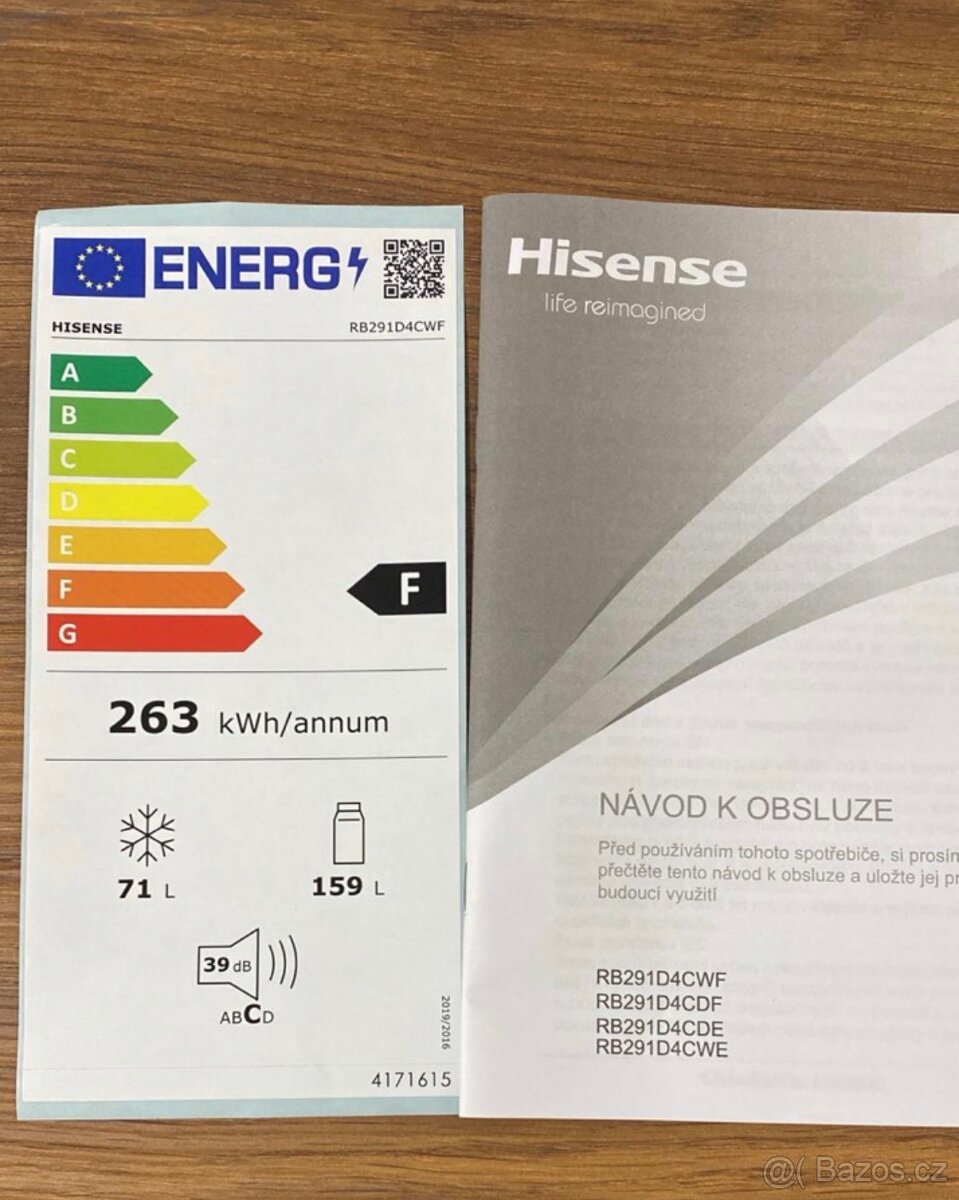 ENERG
HISENSE RB291D4CWF
A
B
C
D
E
F
G
F
263 kWh/annum
71 L
159 L
39 dB
ABCD
2019/2016
4171615
Hisense
life reimagined
NÁVOD K OBSLUZE
Před používáním tohoto spotřebiče, si prosím
přečtěte tento návod k obsluze a uložte jej
budoucí využití
RB291D4CWF
RB291D4CDF
RB291D4CDE
RB291D4CWE
@( Bazos.cz